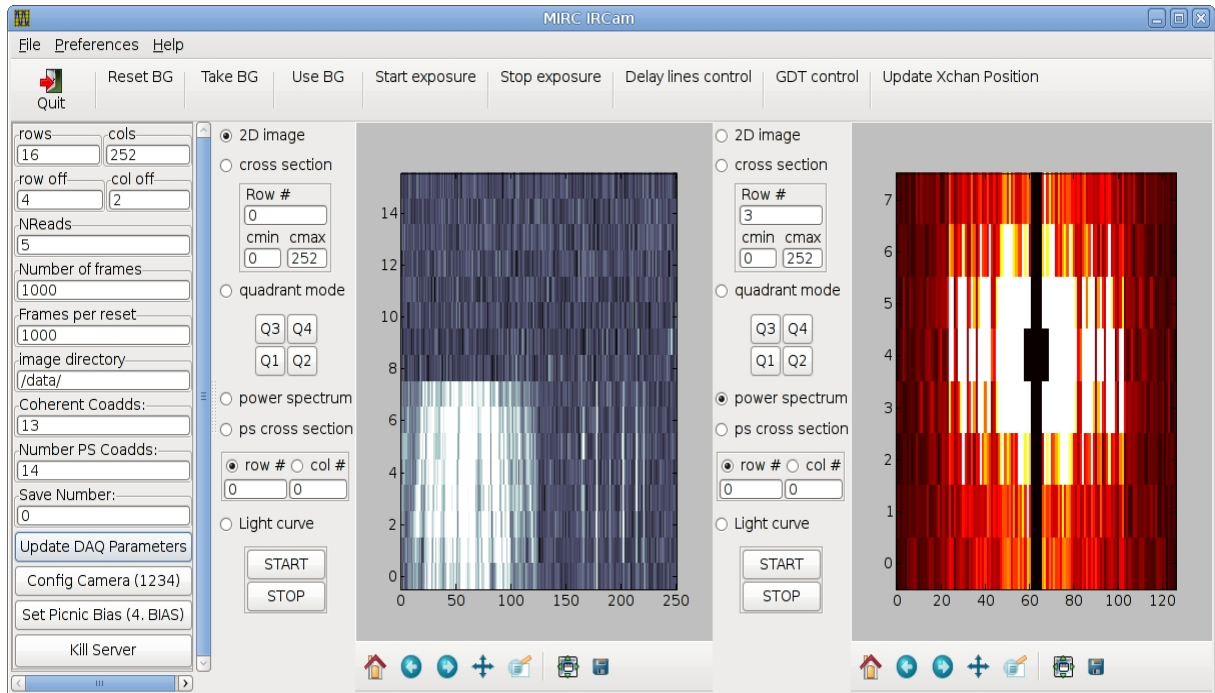 MIRC IRCam
File Preferences Help
Quit Reset BG Take BG Use BG Start exposure Stop exposure Delay lines control GDT control Update Xchan Position
rows cols
16 252
row off col off
4 2
NReads
5
Number of frames
1000
Frames per reset
1000
image directory
/data/
Coherent Coadds:
13
Number PS Coadds:
14
Save Number:
0
Update DAQ Parameters
Config Camera (1234)
Set Picnic Bias (4. BIAS)
Kill Server
2D image
cross section
Row #
0
cmin cmax
0 252
quadrant mode
Q3 Q4
Q1 Q2
power spectrum
ps cross section
row # col #
0 0
Light curve
START
STOP
14
12
10
8
6
4
2
0
0 50 100 150 200 250
2D image
cross section
Row #
3
cmin cmax
0 252
quadrant mode
Q3 Q4
Q1 Q2
power spectrum
ps cross section
row # col #
0 0
Light curve
START
STOP
7
6
5
4
3
2
1
0
0 20 40 60 80 100 120